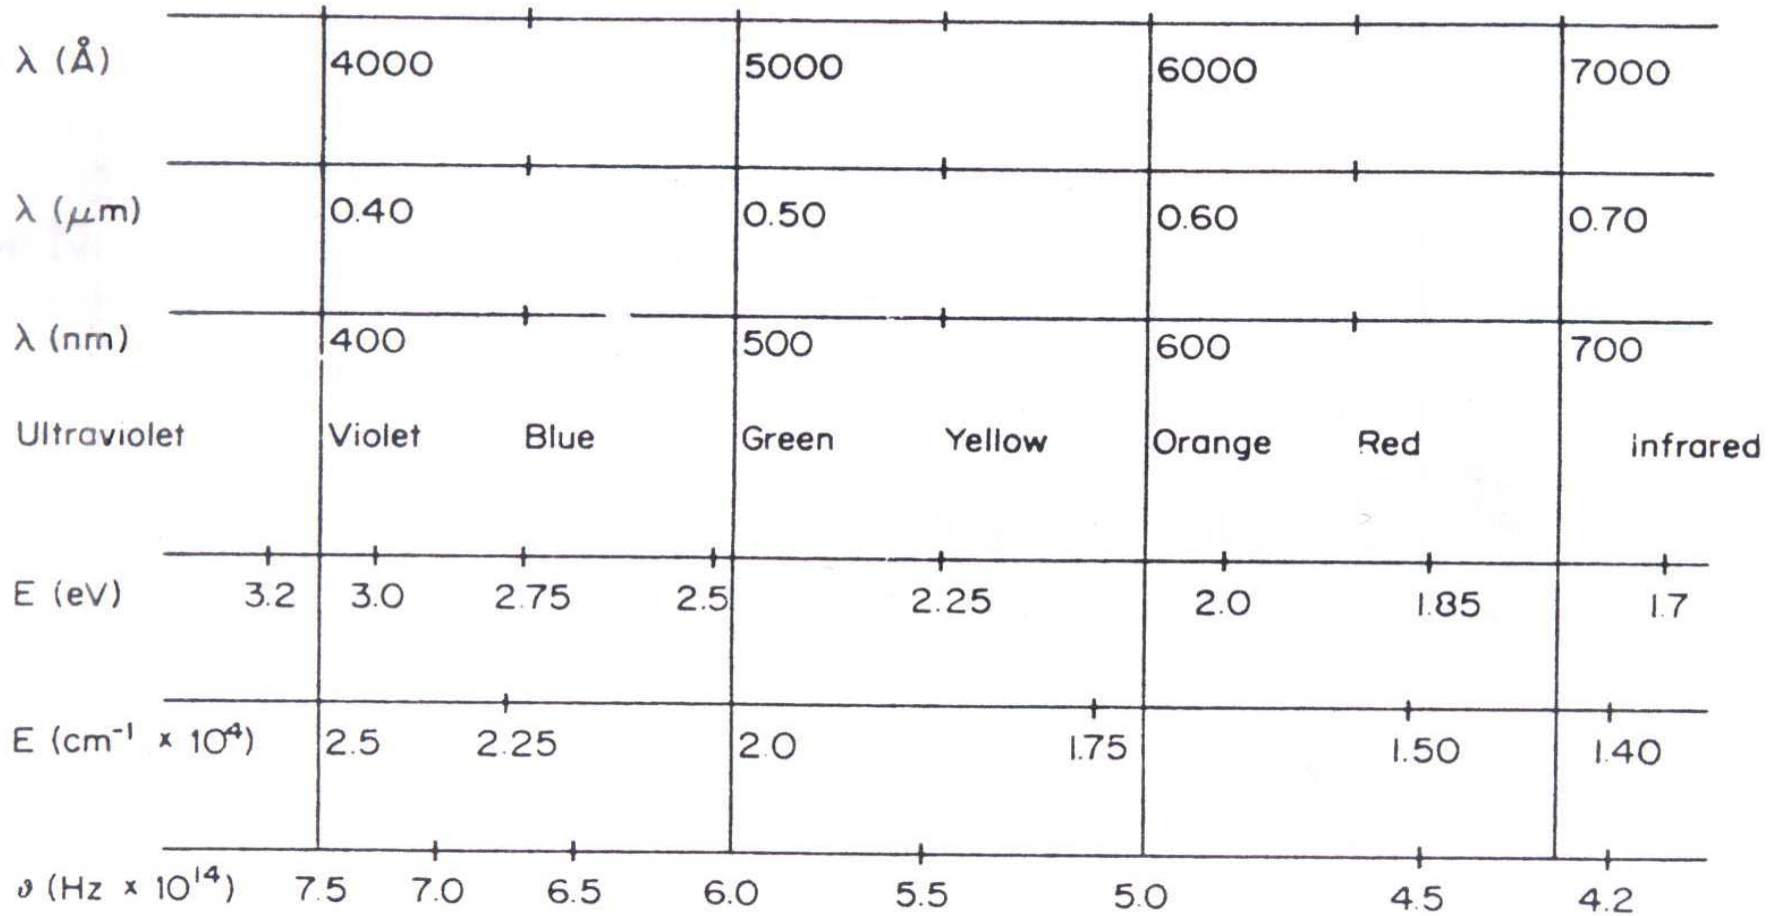 λ (Å) 4000 5000 6000 7000
λ (μm) 0.40 0.50 0.60 0.70
λ (nm) 400 500 600 700
Ultraviolet Violet Blue Green Yellow Orange Red infrared
E (eV) 3.2 3.0 2.75 2.5 2.25 2.0 1.85 1.7
E (cm⁻¹ × 10⁴) 2.5 2.25 2.0 1.75 1.50 1.40
ϑ (Hz × 10¹⁴) 7.5 7.0 6.5 6.0 5.5 5.0 4.5 4.2